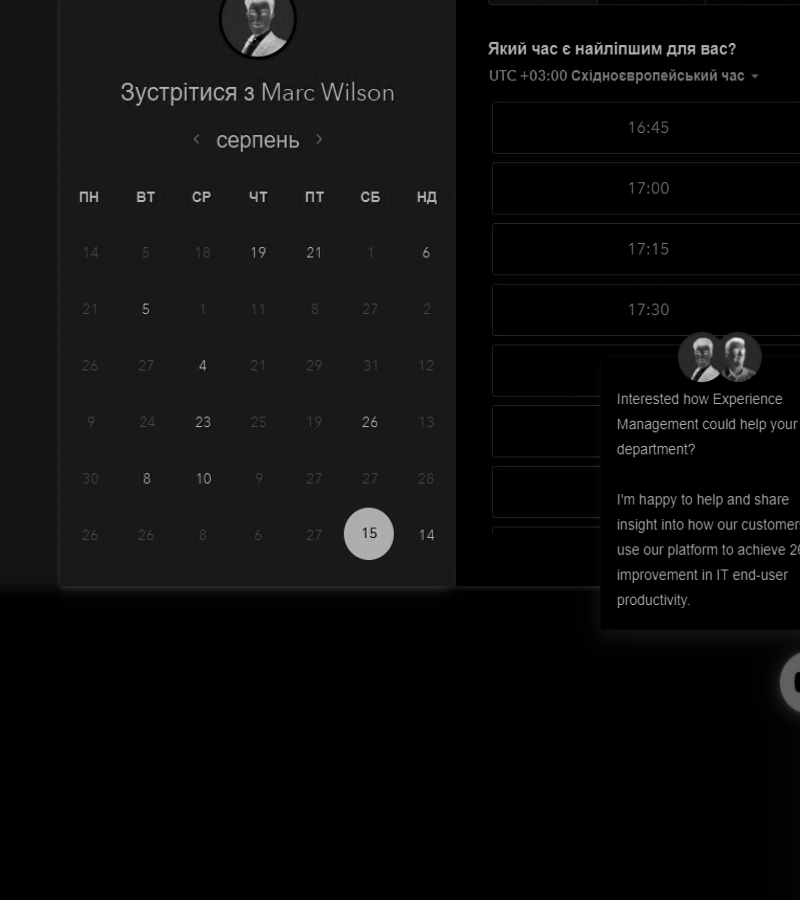 Зустрітися з Marc Wilson
серпень
ПН ВТ СР ЧТ ПТ СБ НД
14 5 18 19 21 1 6
21 5 1 11 8 27 2
26 27 4 21 29 31 12
9 24 23 25 19 26 13
30 8 10 9 27 27 28
26 26 8 6 27 15 14
Який час є найліпшим для вас?
UTC +03:00 Східноєвропейський час
16:45
17:00
17:15
17:30
Interested how Experience
Management could help your
department?
I'm happy to help and share
insight into how our customers
use our platform to achieve
improvement in IT end-user
productivity.